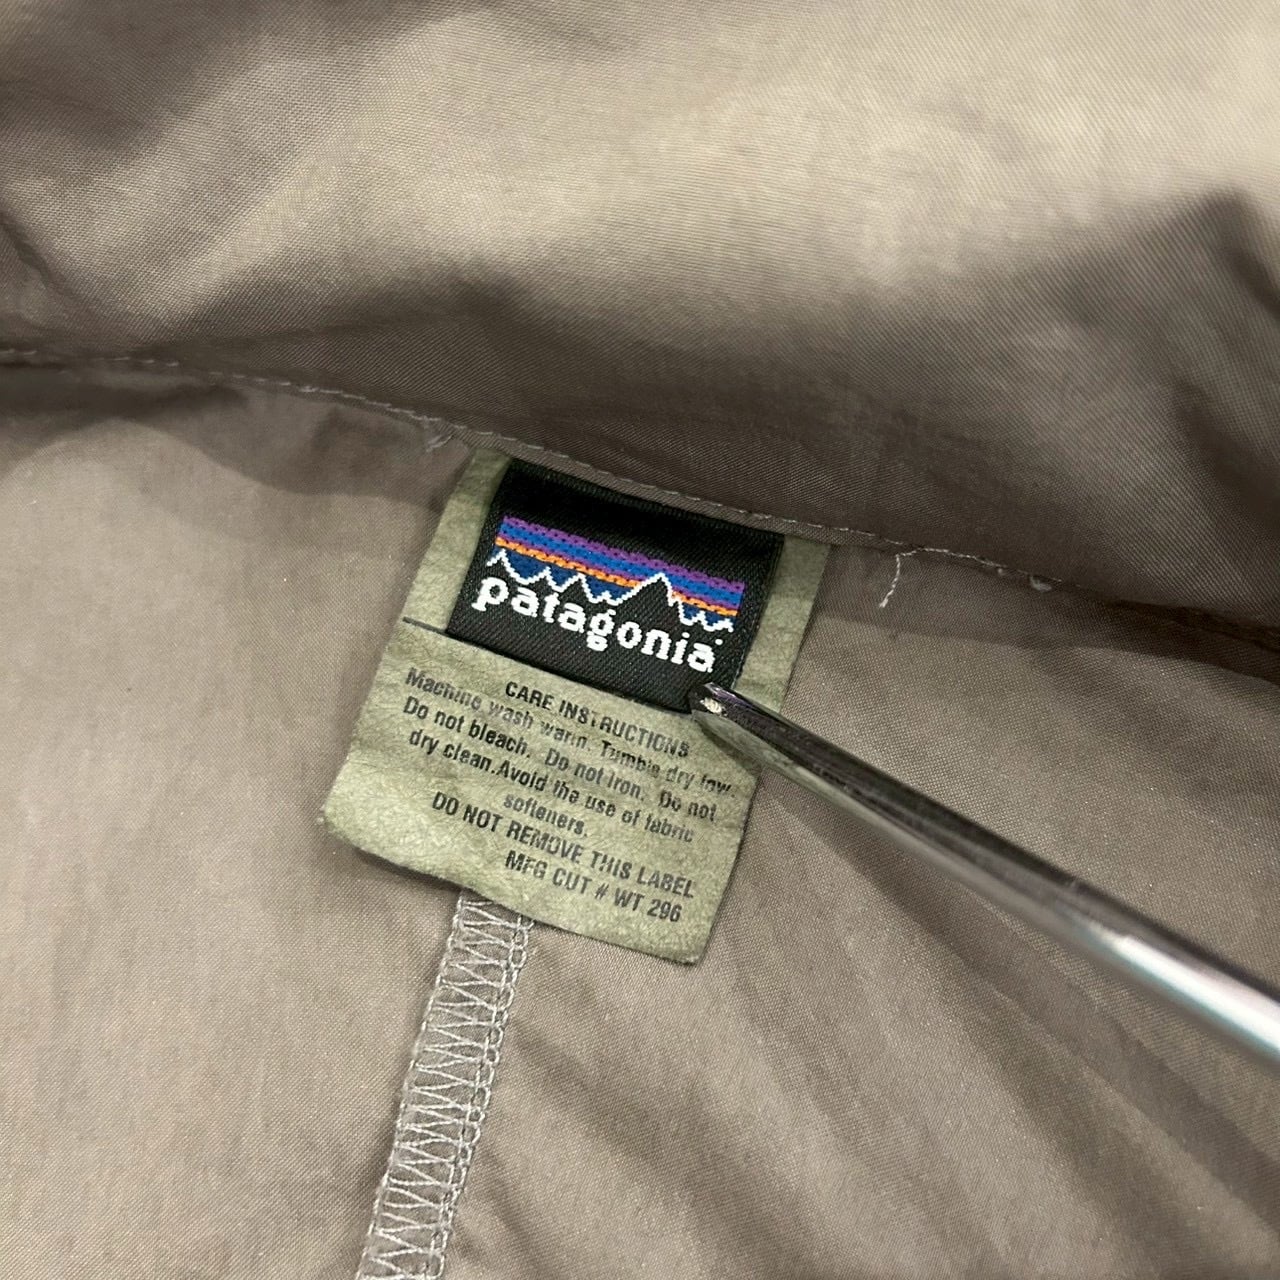 patagonia
CARE INSTRUCTIONS
Machine wash warm. Tumble dry low
Do not bleach. Do not iron. Do not
dry clean. Avoid the use of fabric
softeners.
DO NOT REMOVE THIS LABEL
MFG CUT # WT 296